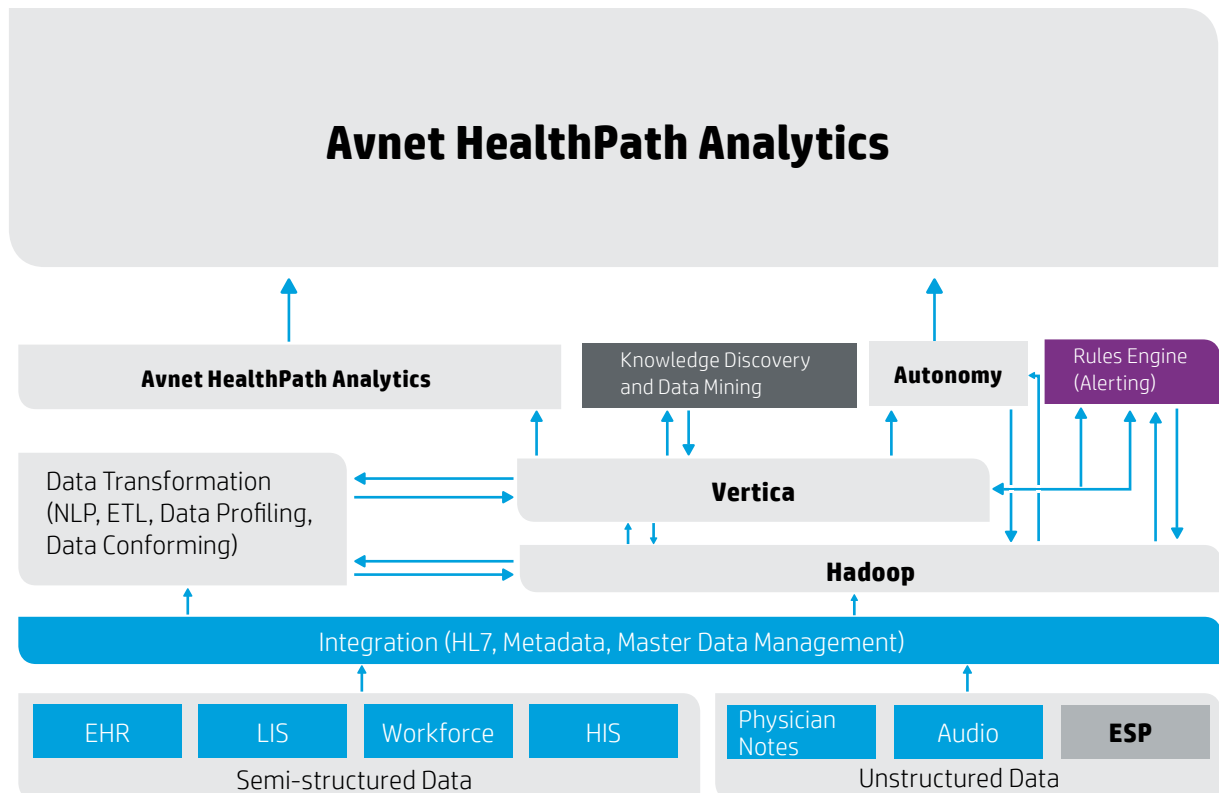 Avnet HealthPath Analytics
Avnet HealthPath Analytics
Knowledge Discovery
and Data Mining
Autonomy
Rules Engine
(Alerting)
Data Transformation
(NLP, ETL, Data Profiling,
Data Conforming)
Vertica
Hadoop
Integration (HL7, Metadata, Master Data Management)
EHR
LIS
Workforce
HIS
Semi-structured Data
Physician
Notes
Audio
ESP
Unstructured Data